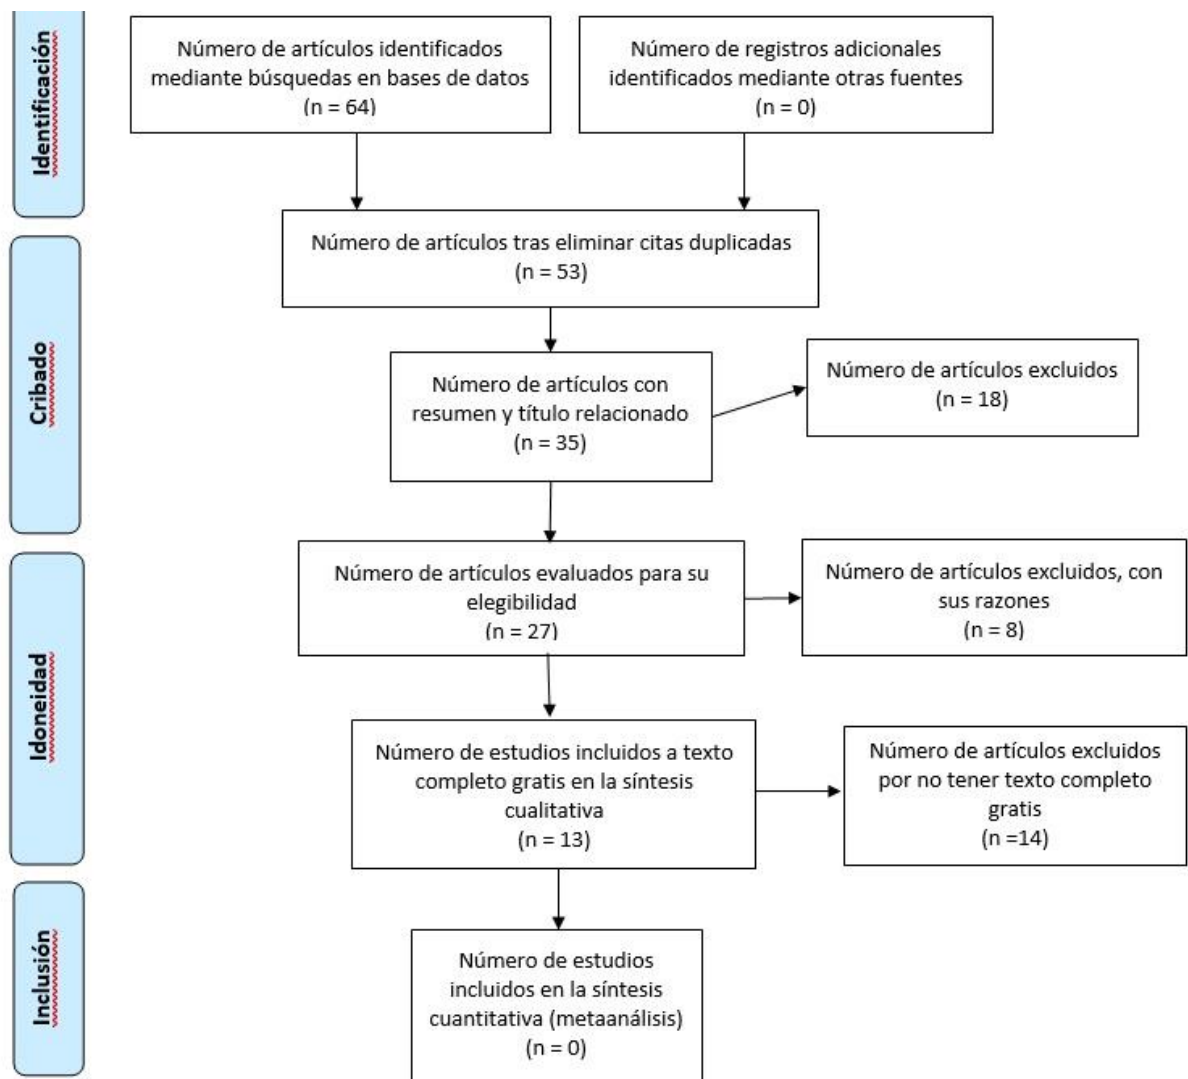 Identificación
Número de artículos identificados
mediante búsquedas en bases de datos
(n = 64)
Número de registros adicionales
identificados mediante otras fuentes
(n = 0)
Número de artículos tras eliminar citas duplicadas
(n = 53)
Cribado
Número de artículos con
resumen y título relacionado
(n = 35)
Número de artículos excluidos
(n = 18)
Idoneidad
Número de artículos evaluados para su
elegibilidad
(n = 27)
Número de artículos excluidos, con
sus razones
(n = 8)
Número de estudios incluidos a texto
completo gratis en la síntesis
cualitativa
(n = 13)
Número de artículos excluidos
por no tener texto completo
gratis
(n =14)
Inclusión
Número de estudios
incluidos en la síntesis
cuantitativa (metaanálisis)
(n = 0)